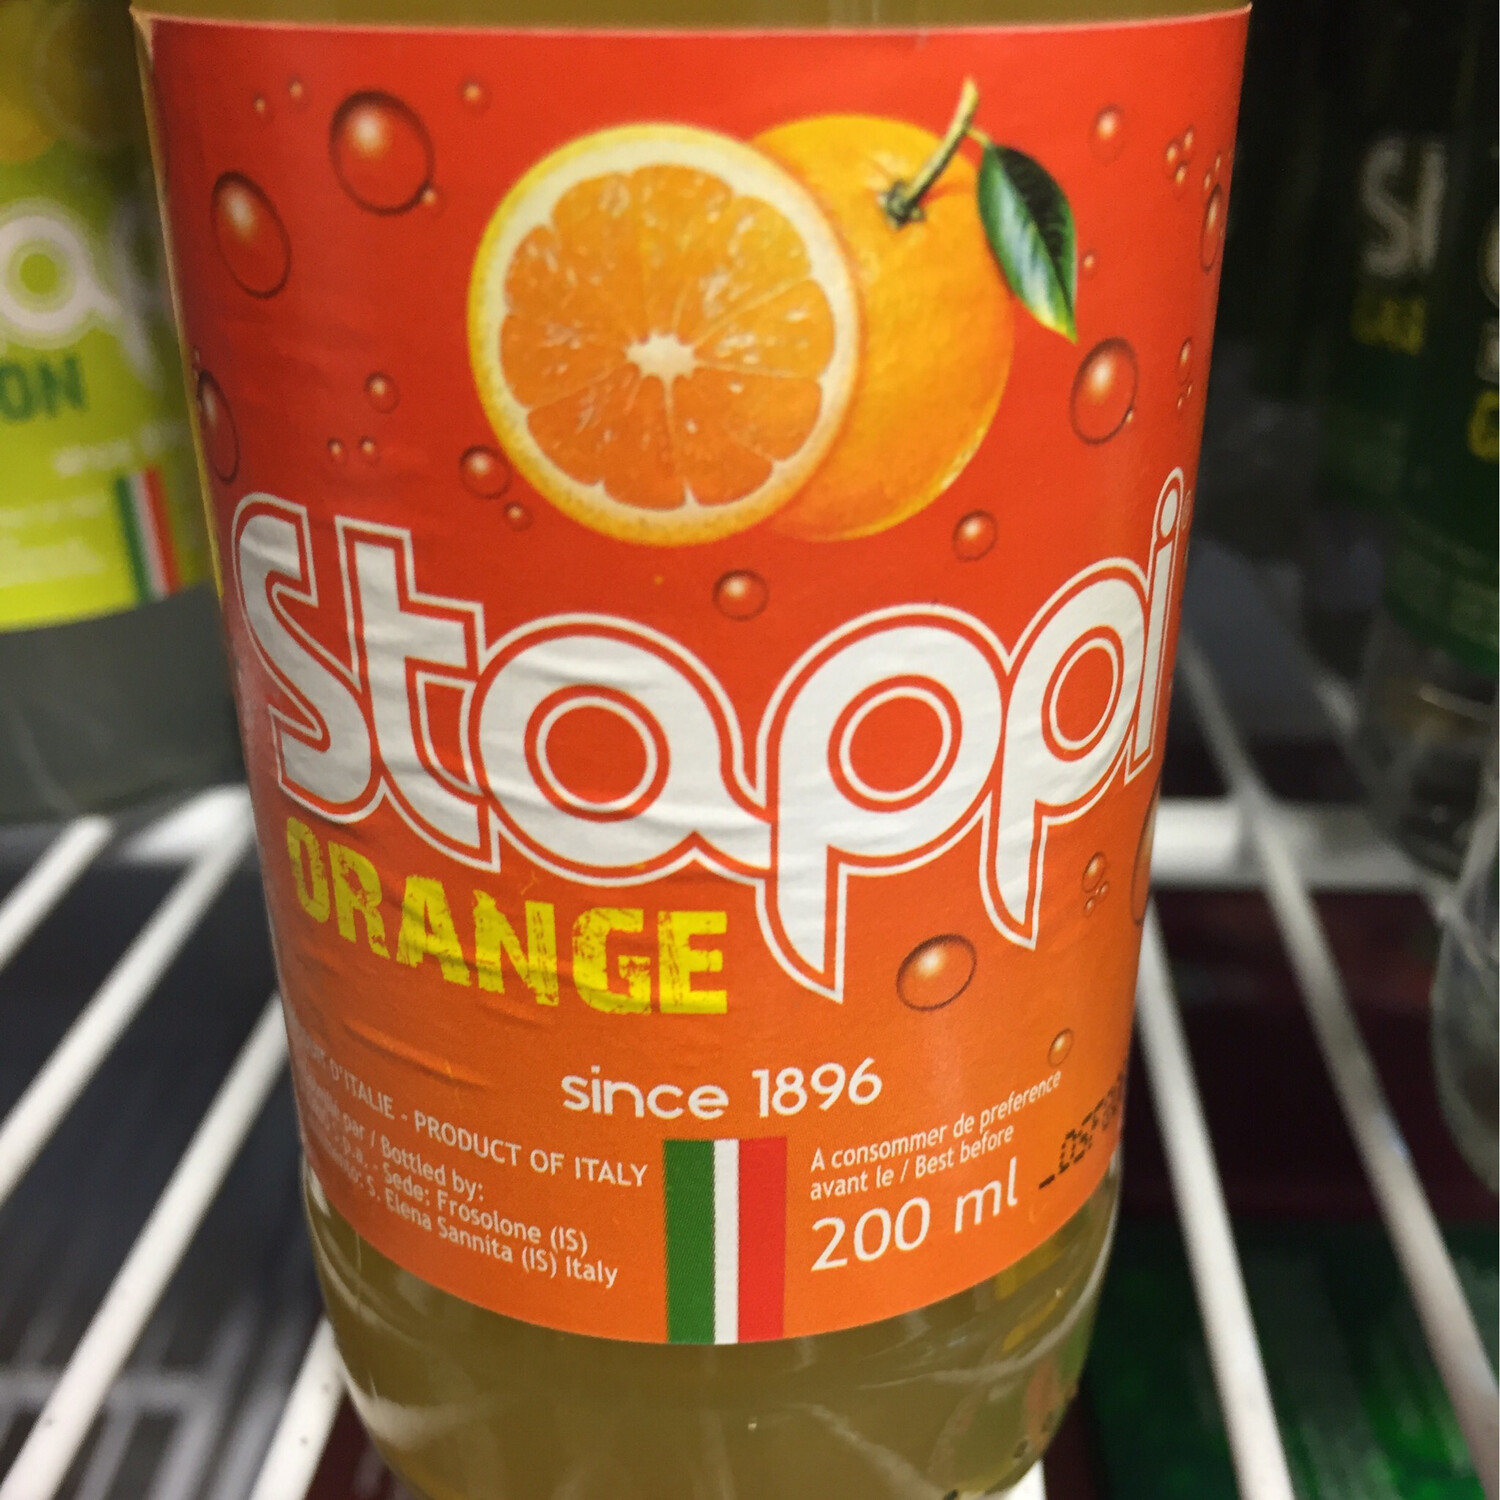 Stappi
ORANGE
since 1896
D'ITALIE - PRODUCT OF ITALY
par / Bottled by:
p.a. - Sede: Frosolone (IS)
S. Elena Sannita (IS) Italy
A consommer de preference
avant le / Best before
200 ml
ON